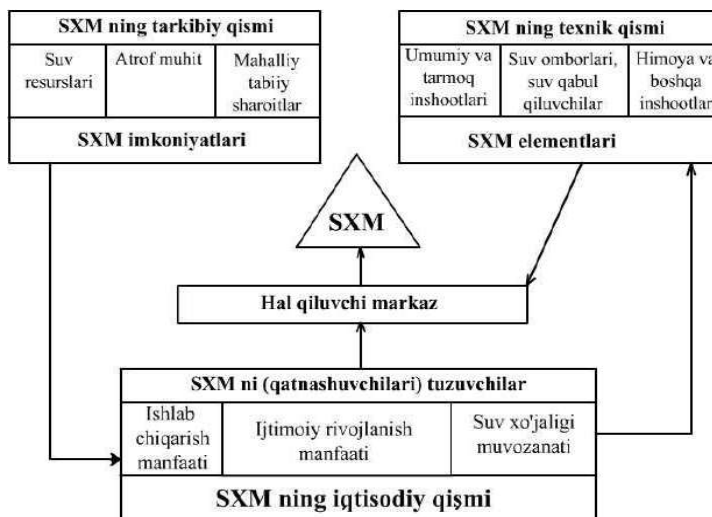 SXM ning tarkibiy qismi
Suv
resurslari
Atrof muhit
Mahalliy
tabiiy
sharoitlar
SXM imkoniyatlari
SXM ning texnik qismi
Umumiy va
tarmoq
inshootlari
Suv omborlari,
suv qabul
qiluvchilar
Himoya va
boshqa
inshootlar
SXM elementlari
SXM
Hal qiluvchi markaz
SXM ni (qatnashuvchilari) tuzuvchilar
Ishlab
chiqarish
manfaati
Ijtimoiy rivojlanish
manfaati
Suv xo'jaligi
muvozanati
SXM ning iqtisodiy qişmi